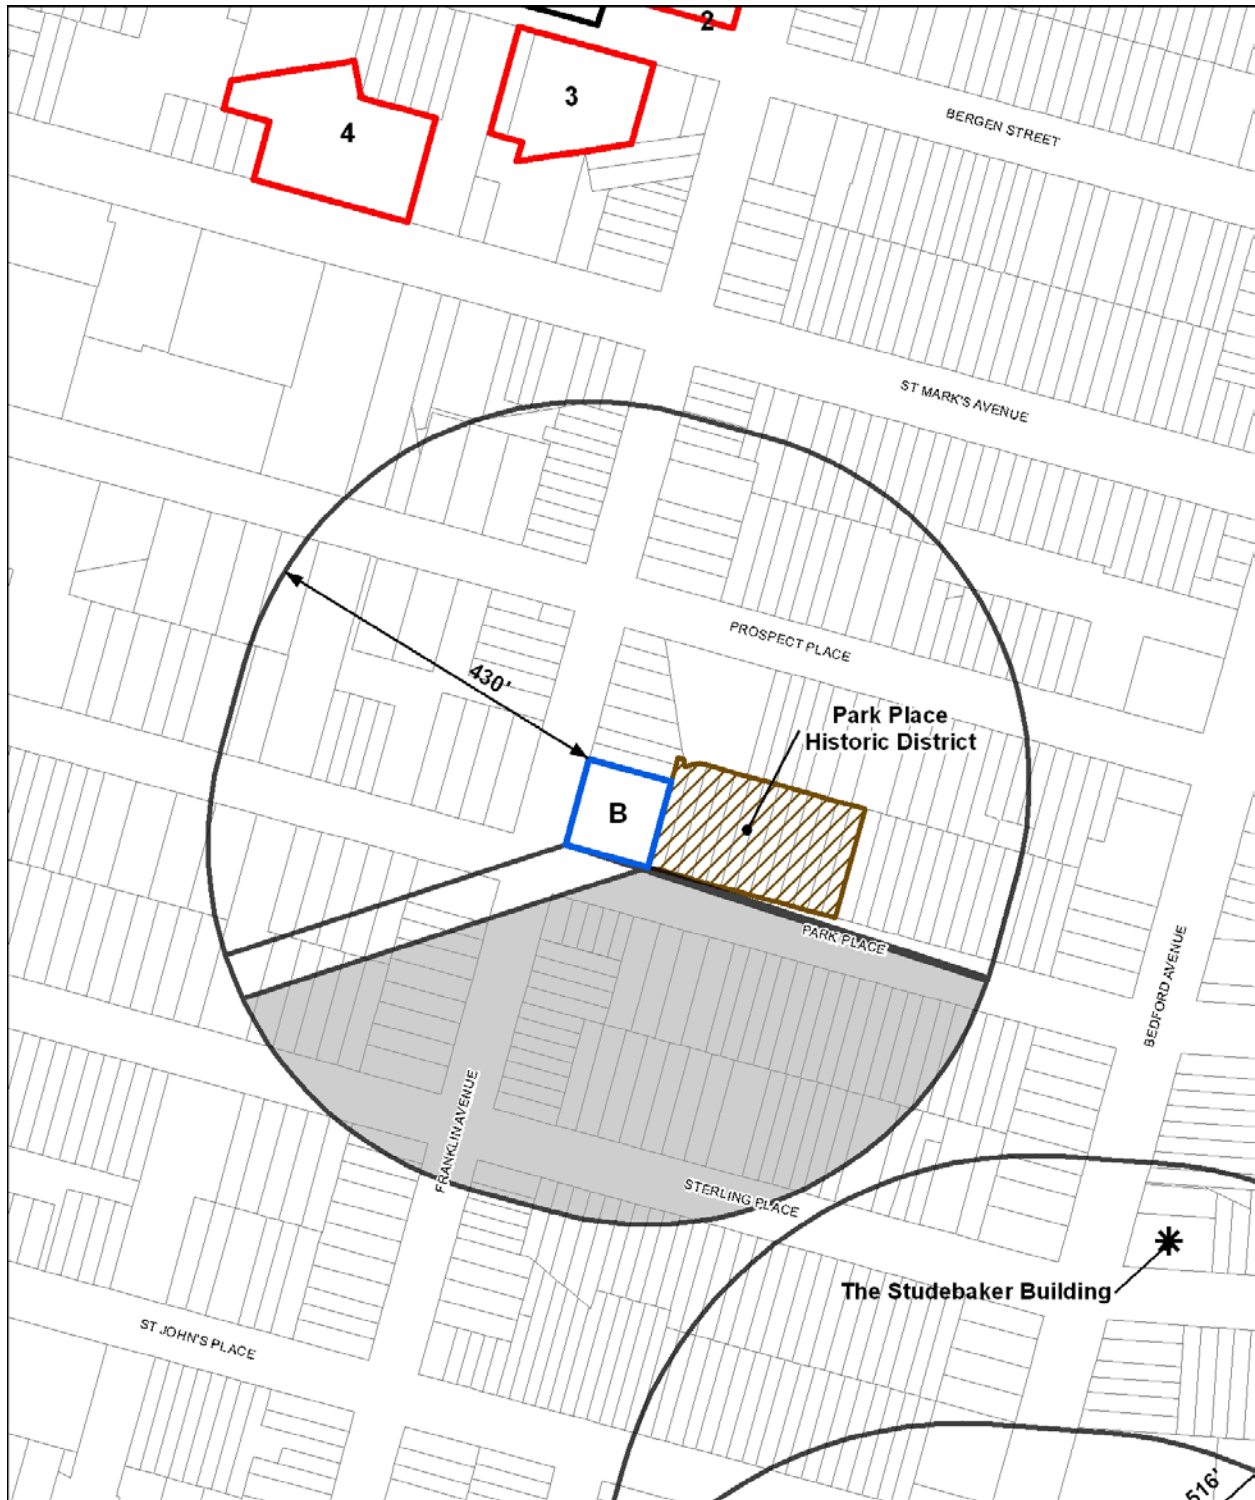 2
3
4
BERGEN STREET
ST MARK'S AVENUE
PROSPECT PLACE
430'
Park Place
Historic District
B
PARK PLACE
BEDFORD AVENUE
FRANKLIN AVENUE
STERLING PLACE
The Studebaker Building
ST JOHN'S PLACE
516'